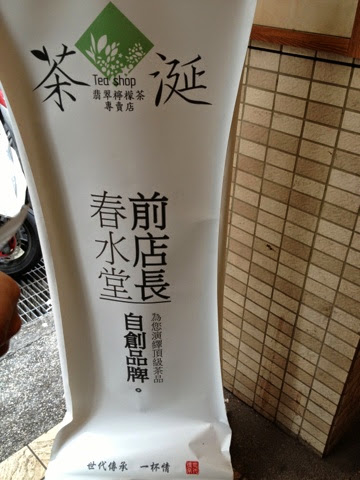 茶涎
Tea shop
翡翠檸檬茶
專賣店
前店長
春水堂
為您演繹頂級茶品
自創品牌。
世代傳承 一杯情